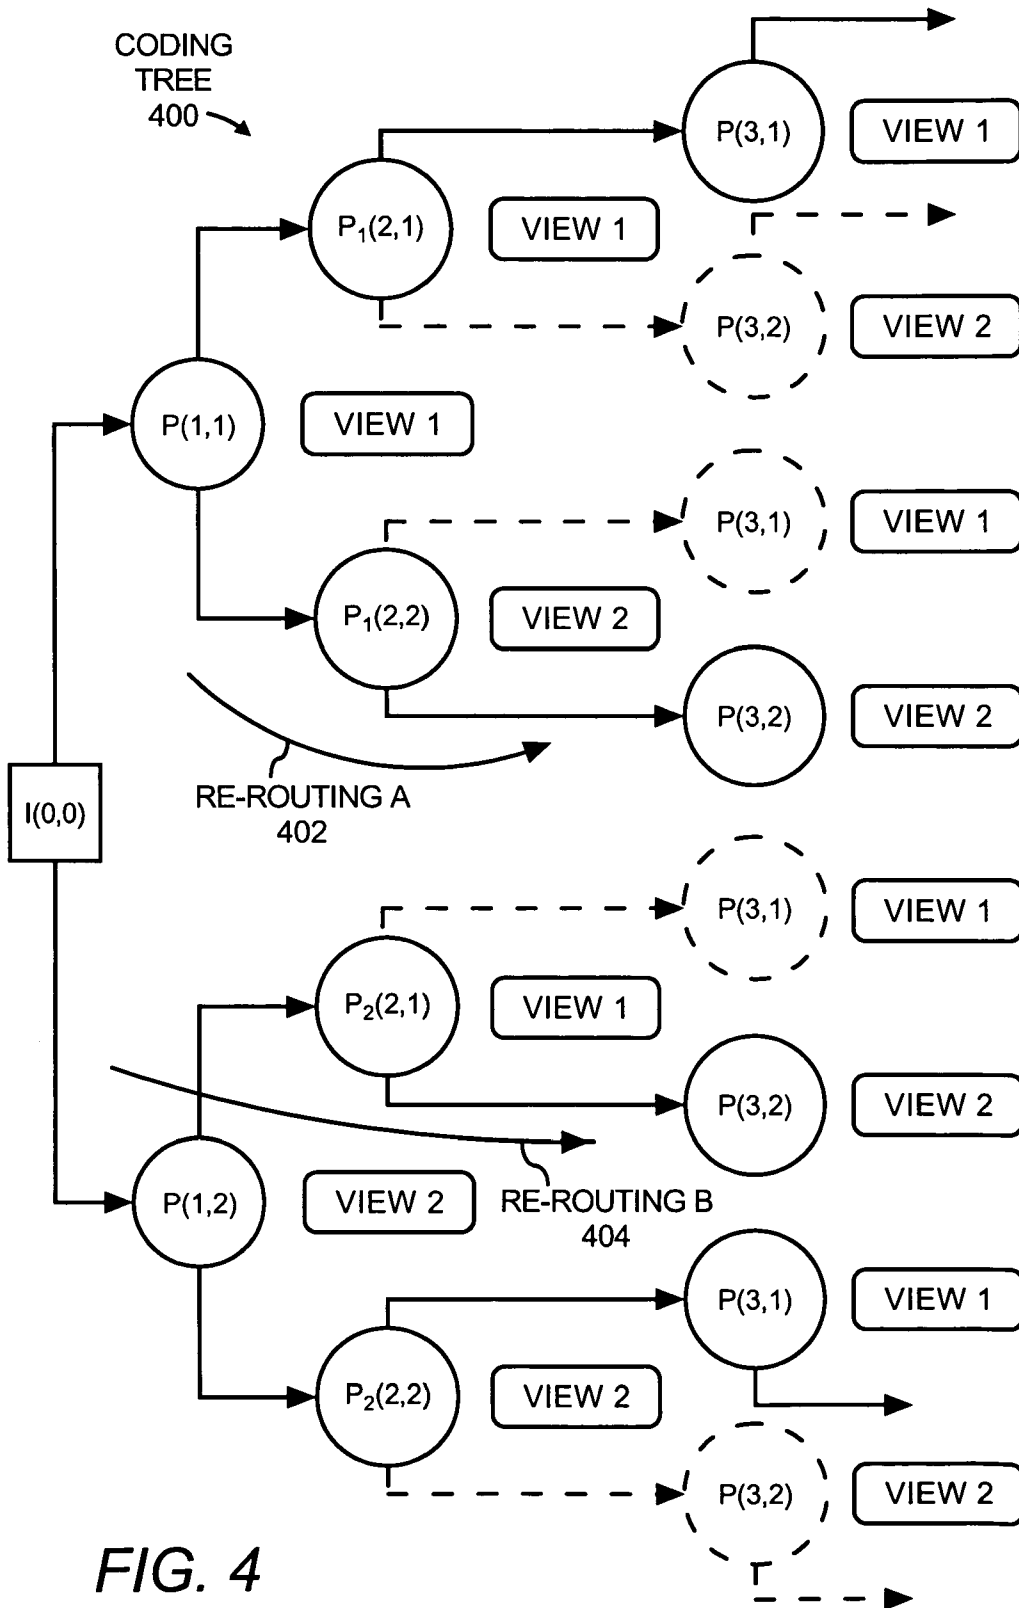 CODING
TREE
400
P(3,1)
VIEW 1
P₁(2,1)
VIEW 1
P(3,2)
VIEW 2
P(1,1)
VIEW 1
P(3,1)
VIEW 1
P₁(2,2)
VIEW 2
P(3,2)
VIEW 2
RE-ROUTING A
402
I(0,0)
P(3,1)
VIEW 1
P₂(2,1)
VIEW 1
P(3,2)
VIEW 2
P(1,2)
VIEW 2
RE-ROUTING B
404
P(3,1)
VIEW 1
P₂(2,2)
VIEW 2
P(3,2)
VIEW 2
FIG. 4